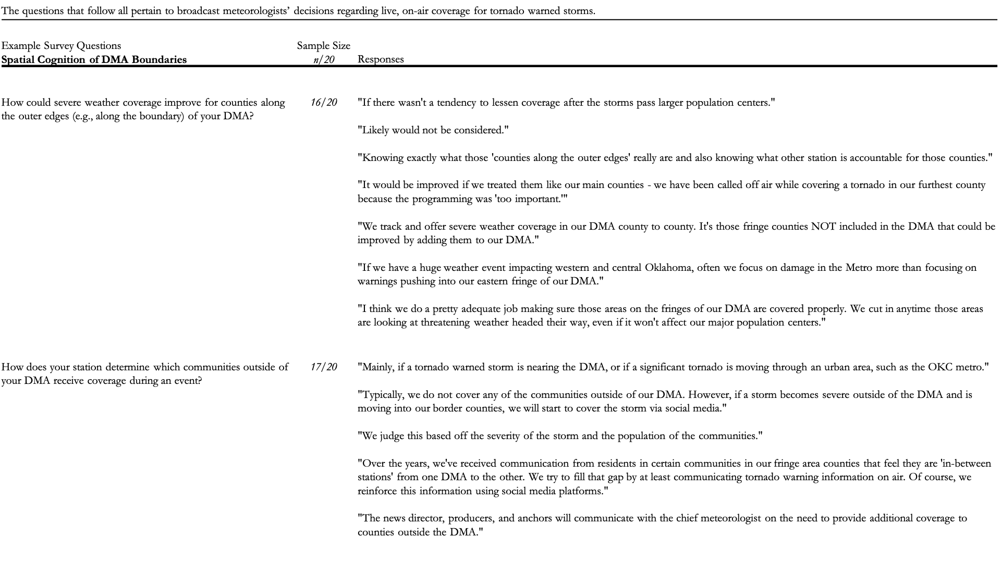 The questions that follow all pertain to broadcast meteorologists’ decisions regarding live, on-air coverage for tornado warned storms.
Example Survey Questions
Sample Size
Spatial Cognition of DMA Boundaries
n/20
Responses
How could severe weather coverage improve for counties along
the outer edges (e.g., along the boundary) of your DMA?
16/20
"If there wasn't a tendency to lessen coverage after the storms pass larger population centers."
"Likely would not be considered."
"Knowing exactly what those 'counties along the outer edges' really are and also knowing what other station is accountable for those counties."
"It would be improved if we treated them like our main counties - we have been called off air while covering a tornado in our furthest county
because the programming was 'too important.'"
"We track and offer severe weather coverage in our DMA county to county. It's those fringe counties NOT included in the DMA that could be
improved by adding them to our DMA."
"If we have a huge weather event impacting western and central Oklahoma, often we focus on damage in the Metro more than focusing on
warnings pushing into our eastern fringe of our DMA."
"I think we do a pretty adequate job making sure those areas on the fringes of our DMA are covered properly. We cut in anytime those areas
are looking at threatening weather headed their way, even if it won't affect our major population centers."
How does your station determine which communities outside of
your DMA receive coverage during an event?
17/20
"Mainly, if a tornado warned storm is nearing the DMA, or if a significant tornado is moving through an urban area, such as the OKC metro."
"Typically, we do not cover any of the communities outside of our DMA. However, if a storm becomes severe outside of the DMA and is
moving into our border counties, we will start to cover the storm via social media."
"We judge this based off the severity of the storm and the population of the communities."
"Over the years, we've received communication from residents in certain communities in our fringe area counties that feel they are 'in-between
stations' from one DMA to the other. We try to fill that gap by at least communicating tornado warning information on air. Of course, we
reinforce this information using social media platforms."
"The news director, producers, and anchors will communicate with the chief meteorologist on the need to provide additional coverage to
counties outside the DMA."